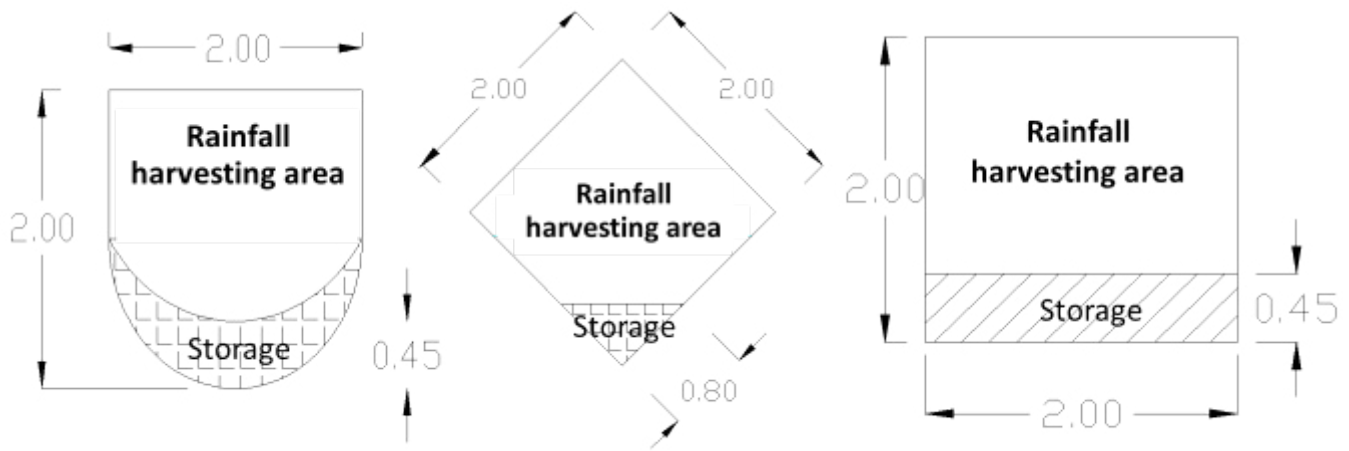 2.00
Rainfall
harvesting area
2.00
Storage
0.45
2.00
2.00
Rainfall
harvesting area
Storage
0.80
Rainfall
harvesting area
2.00
Storage
0.45
2.00